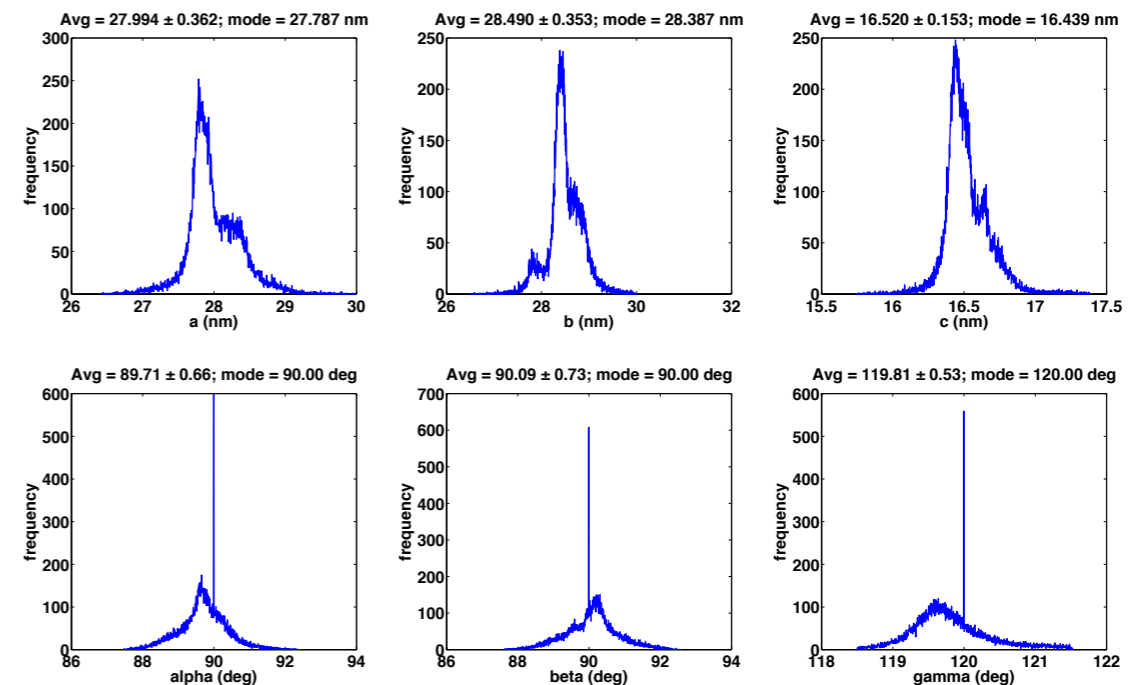 Avg = 27.994 ± 0.362; mode = 27.787 nm
300
250
200
150
100
50
0
frequency
26 27 28 29 30
a (nm)
Avg = 28.490 ± 0.353; mode = 28.387 nm
250
200
150
100
50
0
frequency
26 28 30 32
b (nm)
Avg = 16.520 ± 0.153; mode = 16.439 nm
250
200
150
100
50
0
frequency
15.5 16 16.5 17 17.5
c (nm)
Avg = 89.71 ± 0.66; mode = 90.00 deg
600
500
400
300
200
100
0
frequency
86 88 90 92 94
alpha (deg)
Avg = 90.09 ± 0.73; mode = 90.00 deg
700
600
500
400
300
200
100
0
frequency
86 88 90 92 94
beta (deg)
Avg = 119.81 ± 0.53; mode = 120.00 deg
600
500
400
300
200
100
0
frequency
118 119 120 121 122
gamma (deg)